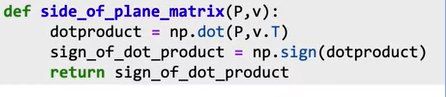 def side_of_plane_matrix(P,v):
    dotproduct = np.dot(P,v.T)
    sign_of_dot_product = np.sign(dotproduct)
    return sign_of_dot_product